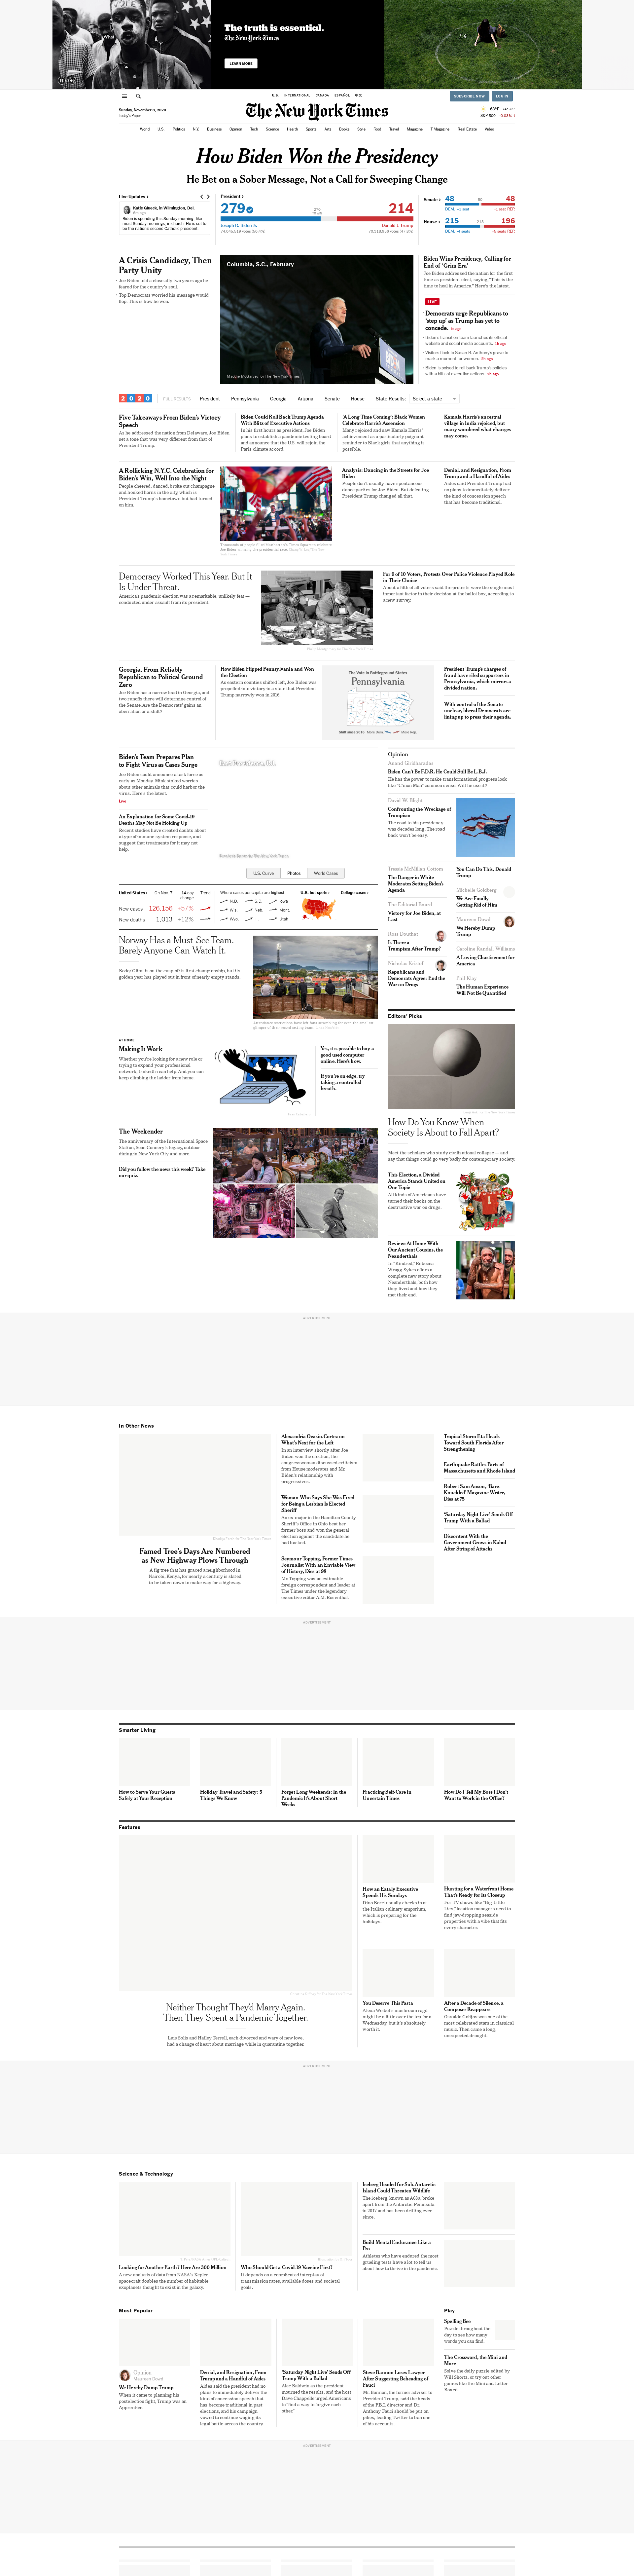 The truth is essential.
The New York Times
LEARN MORE
U.S. INTERNATIONAL CANADA ESPAÑOL 中文
SUBSCRIBE NOW LOG IN
Sunday, November 8, 2020
Today's Paper
The New York Times
World U.S. Politics N.Y. Business Opinion Tech Science Health Sports Arts Books Style Food Travel Magazine T Magazine Real Estate Video
How Biden Won the Presidency
He Bet on a Sober Message, Not a Call for Sweeping Change
Live Updates
Katie Glueck, in Wilmington, Del.
Biden is spending this Sunday morning, like
most Sunday mornings, in church. He is set to
be the nation's second Catholic president.
President
279 270 214
Joseph R. Biden Jr. Donald J. Trump
Senate 48 48
House 215 196
A Crisis Candidacy, Then
Party Unity
Joe Biden told a close ally two years ago he
feared for the country's soul.
Top Democrats worried his message would
flop. This is how he won.
Columbia, S.C., February
Biden Wins Presidency, Calling for
End of 'Grim Era'
Joe Biden addressed the nation for the first
time as president-elect, saying, "This is the
time to heal in America." Here's the latest.
LIVE
Democrats urge Republicans to
'step up' as Trump has yet to
concede.
Biden's transition team launches its official
website and social media accounts.
Visitors flock to Susan B. Anthony's grave to
mark a moment for women.
Biden is poised to roll back Trump's policies
with a blitz of executive actions.
2020 FULL RESULTS President Pennsylvania Georgia Arizona Senate House State Results: Select a state
Five Takeaways From Biden's Victory
Speech
As he addressed the nation from Delaware, Joe Biden
set a tone that was very different from that of
President Trump.
Biden Could Roll Back Trump Agenda
With Blitz of Executive Actions
In his first hours as president, Joe Biden
plans to establish a pandemic testing board
and announce that the U.S. will rejoin the
Paris climate accord.
'A Long Time Coming': Black Women
Celebrate Harris's Ascension
Many rejoiced and saw Kamala Harris'
achievement as a particularly poignant
reminder to Black girls that anything is
possible.
Kamala Harris's ancestral
village in India rejoiced, but
many wondered what changes
may come.
A Rollicking N.Y.C. Celebration for
Biden's Win, Well Into the Night
People cheered, danced, broke out champagne
and honked horns in the city, which is
President Trump's hometown but had turned
on him.
Analysis: Dancing in the Streets for Joe
Biden
People don't usually have spontaneous
dance parties for Joe Biden. But defeating
President Trump changed all that.
Denial, and Resignation, From
Trump and a Handful of Aides
Aides said President Trump had
no plans to immediately deliver
the kind of concession speech
that has become traditional.
Democracy Worked This Year. But It
Is Under Threat.
America's pandemic election was a remarkable, unlikely feat —
conducted under assault from its president.
For 9 of 10 Voters, Protests Over Police Violence Played Role
in Their Choice
About a fifth of all voters said the protests were the single most
important factor in their decision at the ballot box, according to
a new survey.
Georgia, From Reliably
Republican to Political Ground
Zero
Joe Biden has a narrow lead in Georgia, and
two runoffs there will determine control of
the Senate. Are the Democrats' gains an
aberration or a shift?
How Biden Flipped Pennsylvania and Won
the Election
As eastern counties shifted left, Joe Biden was
propelled into victory in a state that President
Trump narrowly won in 2016.
The Vote in Battleground States
Pennsylvania
Shift since 2016 More Dem. More Rep.
President Trump's charges of
fraud have riled supporters in
Pennsylvania, which mirrors a
divided nation.
With control of the Senate
unclear, liberal Democrats are
lining up to press their agenda.
Biden's Team Prepares Plan
to Fight Virus as Cases Surge
Joe Biden could announce a task force as
early as Monday. Mask-related worries
about other animals that could harbor the
virus. Here's the latest.
Live
An Explanation for Some Covid-19
Deaths May Not Be Holding Up
Recent studies have created doubts about
a type of immune system response, and
suggest that treatments for it may not
help.
East Providence, R.I.
U.S. Curve Photos World Cases
United States On Nov. 7 14-day change Trend
New cases 126,156 +57%
New deaths 1,013 +12%
Where cases per capita are highest
N.D. S.D. Iowa
Wis. Neb. Mont.
Wyo. Ill. Utah
U.S. hot spots College cases
Norway Has a Must-See Team.
Barely Anyone Can Watch It.
Bodo/Glimt is on the cusp of its first championship, but its
golden year has played out in front of nearly empty stands.
AT HOME
Making It Work
Whether you're looking for a new role or
trying to expand your professional
network, LinkedIn can help. And you can
keep climbing the ladder from home.
Yes, it is possible to buy a
good used computer
online. Here's how.
If you're on edge, try
taking a controlled
breath.
The Weekender
The anniversary of the International Space
Station, Sean Connery's legacy, outdoor
dining in New York City and more.
Did you follow the news this week? Take
our quiz.
Opinion
Anand Giridharadas
Biden Can't Be F.D.R. He Could Still Be L.B.J.
He has the power to make transformational progress look
like "C'mon Man" common sense. Will he use it?
David W. Blight
Confronting the Wreckage of
Trumpism
The road to his presidency
was decades long. The road
back won't be easy.
Tressie McMillan Cottom
The Danger in White
Moderates Setting Biden's
Agenda
You Can Do This, Donald
Trump
The Editorial Board
Victory for Joe Biden, at
Last
Michelle Goldberg
We Are Finally
Getting Rid of Him
Ross Douthat
Is There a
Trumpism After Trump?
Maureen Dowd
We Hereby Dump
Trump
Nicholas Kristof
Republicans and
Democrats Agree: End the
War on Drugs
Caroline Randall Williams
A Loving Chastisement for
America
Phil Klay
The Human Experience
Will Not Be Quantified
Editors' Picks
How Do You Know When
Society Is About to Fall Apart?
Meet the scholars who study civilizational collapse — and
say that things could go very badly for super-complex society.
This Election, a Divided
America Stands United on
One Topic
All kinds of Americans have
turned their backs on the
destructive war on drugs.
Review: At Home With
Our Ancient Cousins, the
Neanderthals
In "Kindred," Rebecca
Wragg Sykes offers a
complete new story about
Neanderthals, both how
they lived and how they
met their end.
ADVERTISEMENT
In Other News
Famed Tree's Days Are Numbered
as New Highway Plows Through
A fig tree that has graced a neighborhood in
Nairobi, Kenya, for nearly a century is slated
to be taken down to make way for a highway.
Alexandria Ocasio-Cortez on
What's Next for the Left
In an interview shortly after Joe
Biden won the election, the
congresswoman discussed criticism
from House moderates and Mr.
Biden's relationship with
progressives.
Woman Who Says She Was Fired
for Being a Lesbian Is Elected
Sheriff
An ex-major in the Hamilton County
Sheriff's Office in Ohio beat her
former boss and won the general
election against the candidate he
had backed.
Seymour Topping, Former Times
Journalist With an Enviable View
of History, Dies at 98
Mr. Topping was an estimable
foreign correspondent and leader at
The Times under the legendary
executive editor A.M. Rosenthal.
Tropical Storm Eta Heads
Toward South Florida After
Strengthening
Earthquake Rattles Parts of
Massachusetts and Rhode Island
Robert Sam Anson, 'Bare-
Knuckled' Magazine Writer,
Dies at 75
'Saturday Night Live' Sends Off
Trump With a Ballad
Discontent With the
Government Grows in Kabul
After String of Attacks
ADVERTISEMENT
Smarter Living
How to Serve Your Guests
Safely at Your Reception
Holiday Travel and Safety: 5
Things We Know
Forget Long Weekends: In the
Pandemic It's About Short
Weeks
Practicing Self-Care in
Uncertain Times
How Do I Tell My Boss I Don't
Want to Work in the Office?
Features
Neither Thought They'd Marry Again.
Then They Spent a Pandemic Together.
Luis Solis and Hailey Terrell, each divorced and wary of new love,
had a change of heart about marriage while in quarantine together.
How an Eataly Executive
Spends His Sundays
Dino Borri usually checks in at
the Italian culinary emporium,
which is preparing for the
holidays.
Hunting for a Waterfront Home
That's Ready for Its Closeup
For TV shows like "Big Little
Lies," location managers need to
find jaw-dropping seaside
properties with a vibe that fits
every character.
You Deserve This Pasta
Alexa Weibel's mushroom ragù
might be a little over the top for a
Wednesday, but it's absolutely
worth it.
After a Decade of Silence, a
Composer Reappears
Osvaldo Golijov was one of the
most celebrated stars in classical
music. Then came a long,
unexpected drought.
ADVERTISEMENT
Science & Technology
Looking for Another Earth? Here Are 300 Million
A new analysis of data from NASA's Kepler
spacecraft doubles the number of habitable
exoplanets thought to exist in the galaxy.
Who Should Get a Covid-19 Vaccine First?
It depends on a complicated interplay of
transmission rates, available doses and societal
goals.
Iceberg Headed for Sub-Antarctic
Island Could Threaten Wildlife
The iceberg, known as A68a, broke
apart from the Antarctic Peninsula
in 2017 and has been drifting ever
since.
Build Mental Endurance Like a
Pro
Athletes who have endured the most
grueling tests have a lot to tell us
about how to thrive in the pandemic.
Most Popular
Opinion
Maureen Dowd
We Hereby Dump Trump
When it came to planning his
postelection fight, Trump was an
Apprentice.
Denial, and Resignation, From
Trump and a Handful of Aides
Aides said the president had no
plans to immediately deliver the
kind of concession speech that
has become traditional in past
elections, and his campaign
vowed to continue waging its
legal battle across the country.
'Saturday Night Live' Sends Off
Trump With a Ballad
Alec Baldwin as the president
mourned the results, and the host
Dave Chappelle urged Americans
to "find a way to forgive each
other."
Steve Bannon Loses Lawyer
After Suggesting Beheading of
Fauci
Mr. Bannon, the former adviser to
President Trump, said the heads
of the F.B.I. director and Dr.
Anthony Fauci should be put on
pikes, leading Twitter to ban one
of his accounts.
Play
Spelling Bee
Puzzle throughout the
day to see how many
words you can find.
The Crossword, the Mini and
More
Solve the daily puzzle edited by
Will Shortz, or try our other
games like the Mini and Letter
Boxed.
ADVERTISEMENT